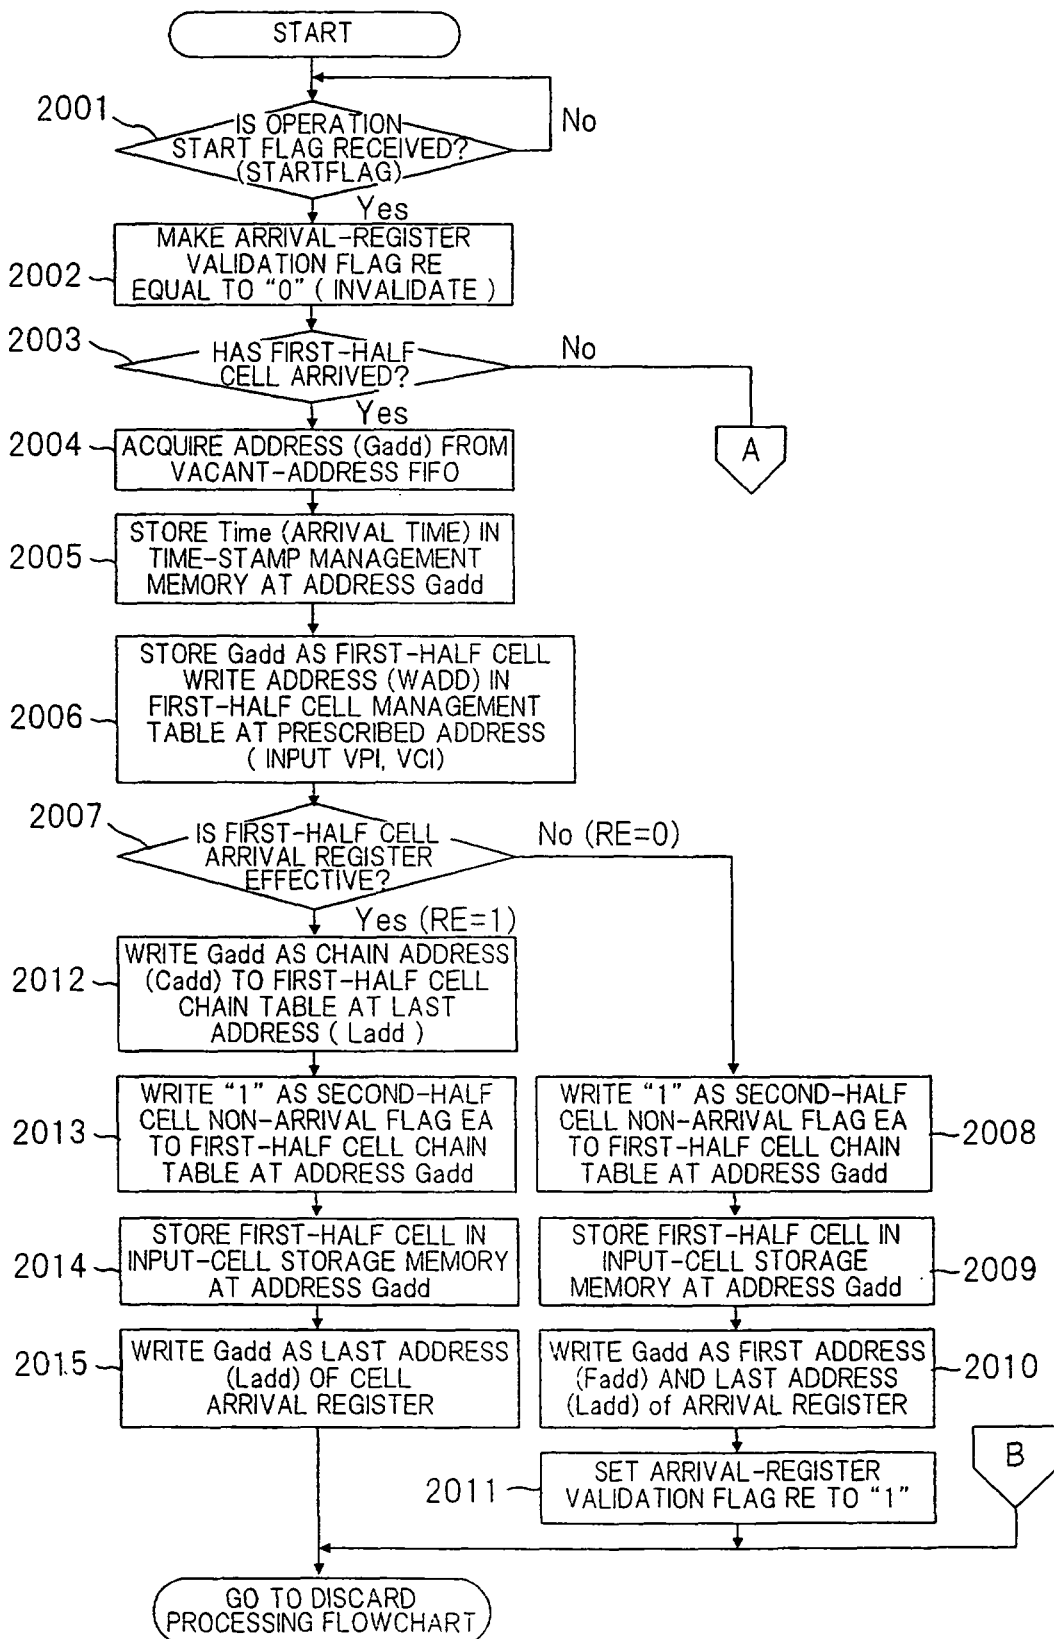 START
2001
IS OPERATION
START FLAG RECEIVED?
(STARTFLAG)
No
Yes
2002
MAKE ARRIVAL-REGISTER
VALIDATION FLAG RE
EQUAL TO “0” ( INVALIDATE )
2003
HAS FIRST-HALF
CELL ARRIVED?
No
Yes
A
2004
ACQUIRE ADDRESS (Gadd) FROM
VACANT-ADDRESS FIFO
2005
STORE Time (ARRIVAL TIME) IN
TIME-STAMP MANAGEMENT
MEMORY AT ADDRESS Gadd
2006
STORE Gadd AS FIRST-HALF CELL
WRITE ADDRESS (WADD) IN
FIRST-HALF CELL MANAGEMENT
TABLE AT PRESCRIBED ADDRESS
( INPUT VPI, VCI)
2007
IS FIRST-HALF CELL
ARRIVAL REGISTER
EFFECTIVE?
No (RE=0)
Yes (RE=1)
2012
WRITE Gadd AS CHAIN ADDRESS
(Cadd) TO FIRST-HALF CELL
CHAIN TABLE AT LAST
ADDRESS ( Ladd )
2013
WRITE “1” AS SECOND-HALF
CELL NON-ARRIVAL FLAG EA
TO FIRST-HALF CELL CHAIN
TABLE AT ADDRESS Gadd
WRITE “1” AS SECOND-HALF
CELL NON-ARRIVAL FLAG EA
TO FIRST-HALF CELL CHAIN
TABLE AT ADDRESS Gadd
2008
2014
STORE FIRST-HALF CELL IN
INPUT-CELL STORAGE MEMORY
AT ADDRESS Gadd
STORE FIRST-HALF CELL IN
INPUT-CELL STORAGE
MEMORY AT ADDRESS Gadd
2009
2015
WRITE Gadd AS LAST ADDRESS
(Ladd) OF CELL
ARRIVAL REGISTER
WRITE Gadd AS FIRST ADDRESS
(Fadd) AND LAST ADDRESS
(Ladd) of ARRIVAL REGISTER
2010
B
2011
SET ARRIVAL-REGISTER
VALIDATION FLAG RE TO “1”
GO TO DISCARD
PROCESSING FLOWCHART